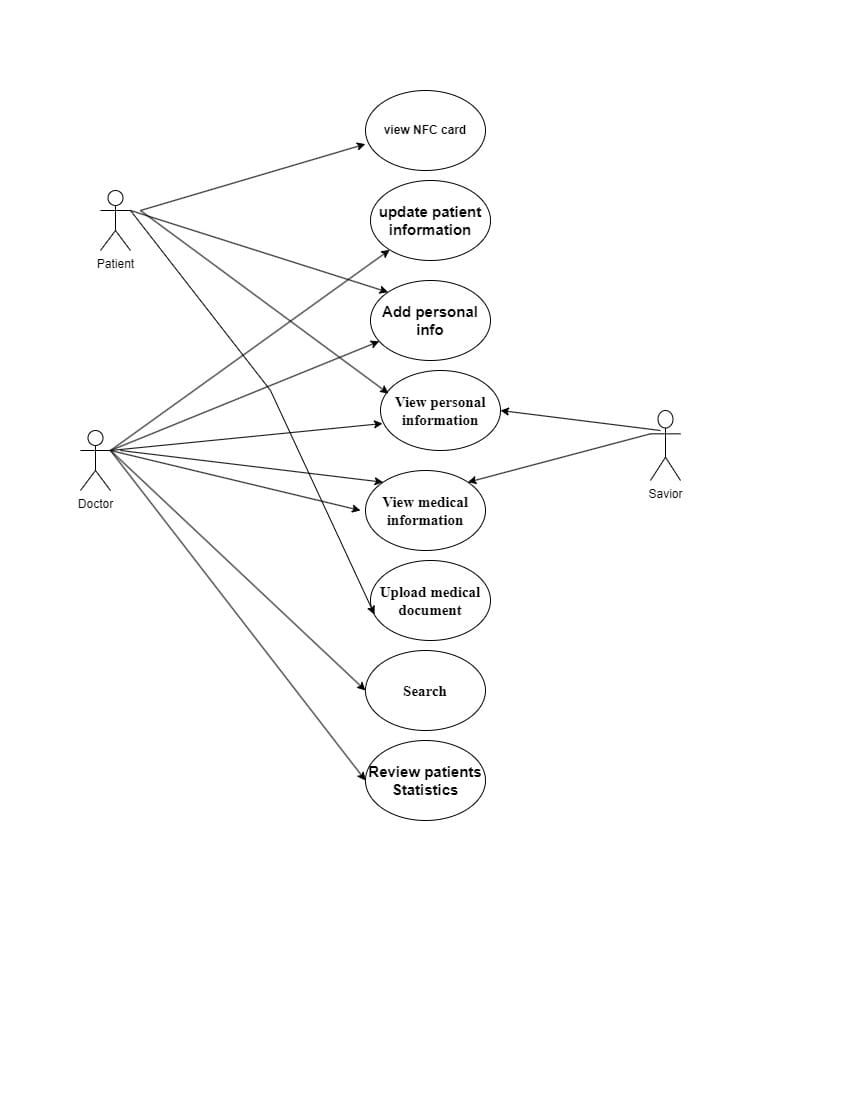 view NFC card
update patient
information
Patient
Add personal
info
View personal
information
Doctor
Savior
View medical
information
Upload medical
document
Search
Review patients
Statistics